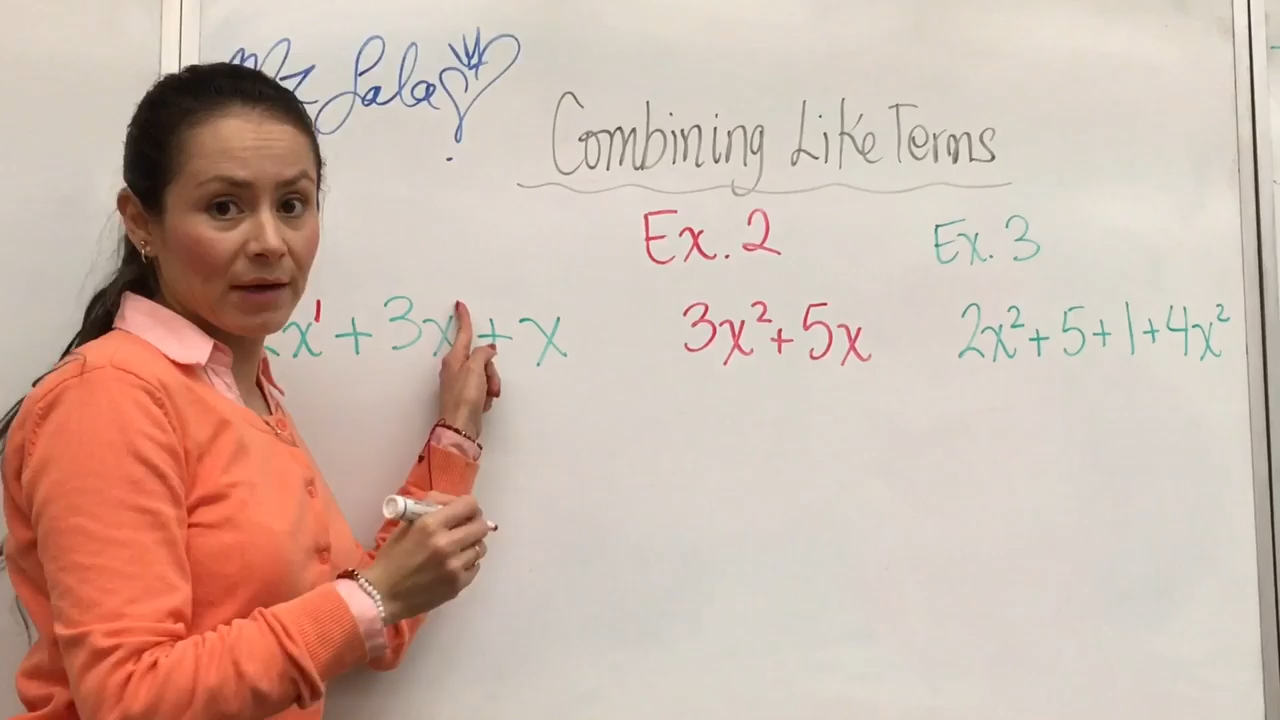 Lala
Combining Like Terms
Ex. 2
Ex. 3
x¹ + 3x + x
3x² + 5x
2x² + 5 + 1 + 4x²